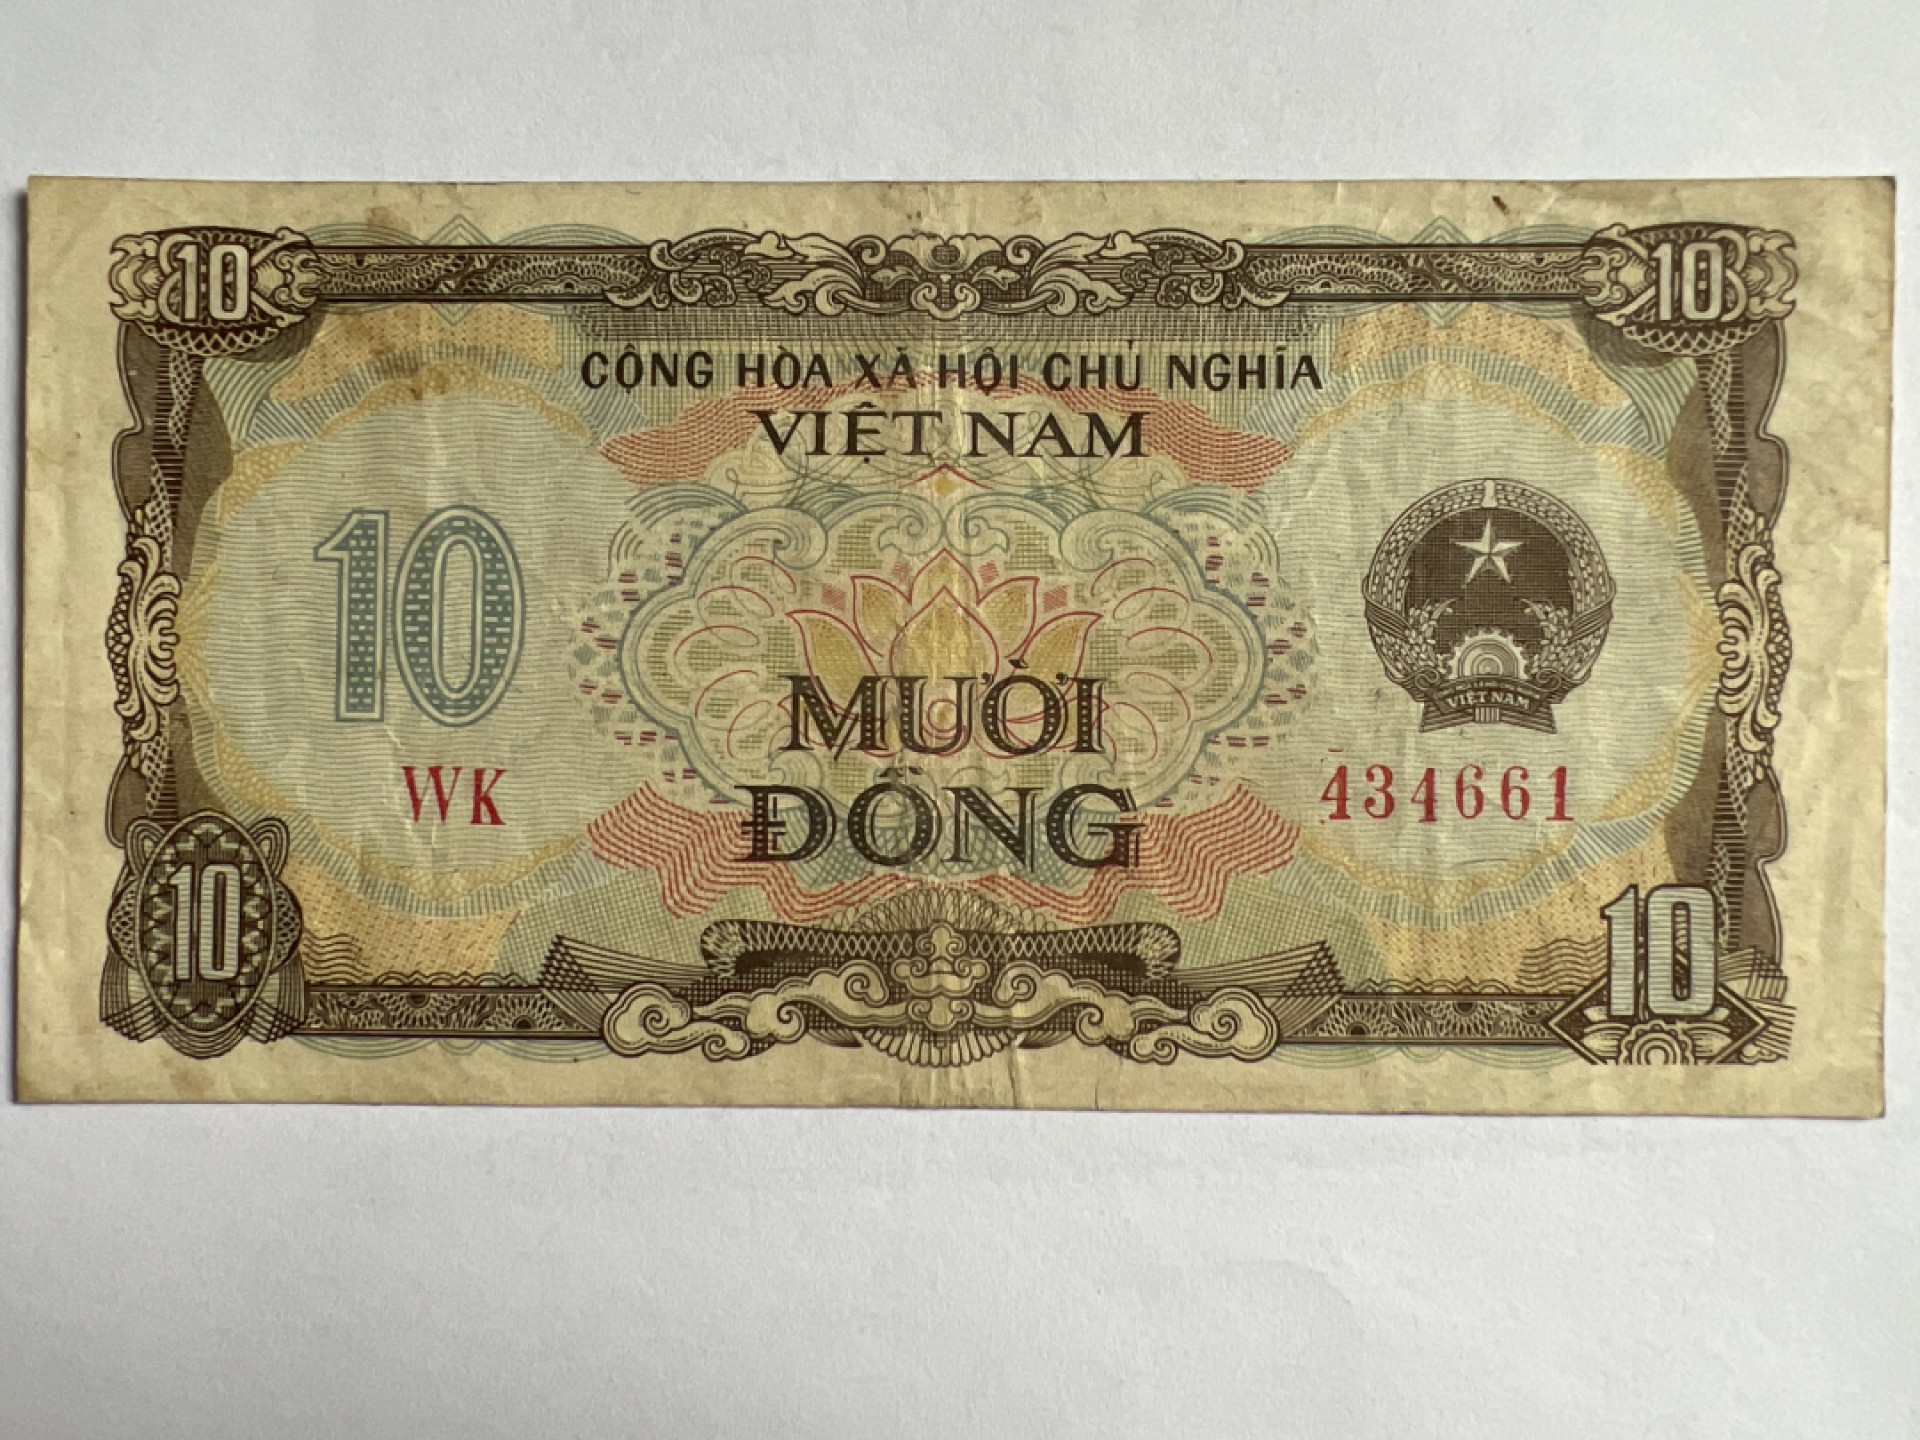 10 10
CỘNG HÒA XÃ HỘI CHỦ NGHĨA
VIỆT NAM
10
VIỆT NAM
MƯỜI
WK 434661
ĐỒNG
10 10